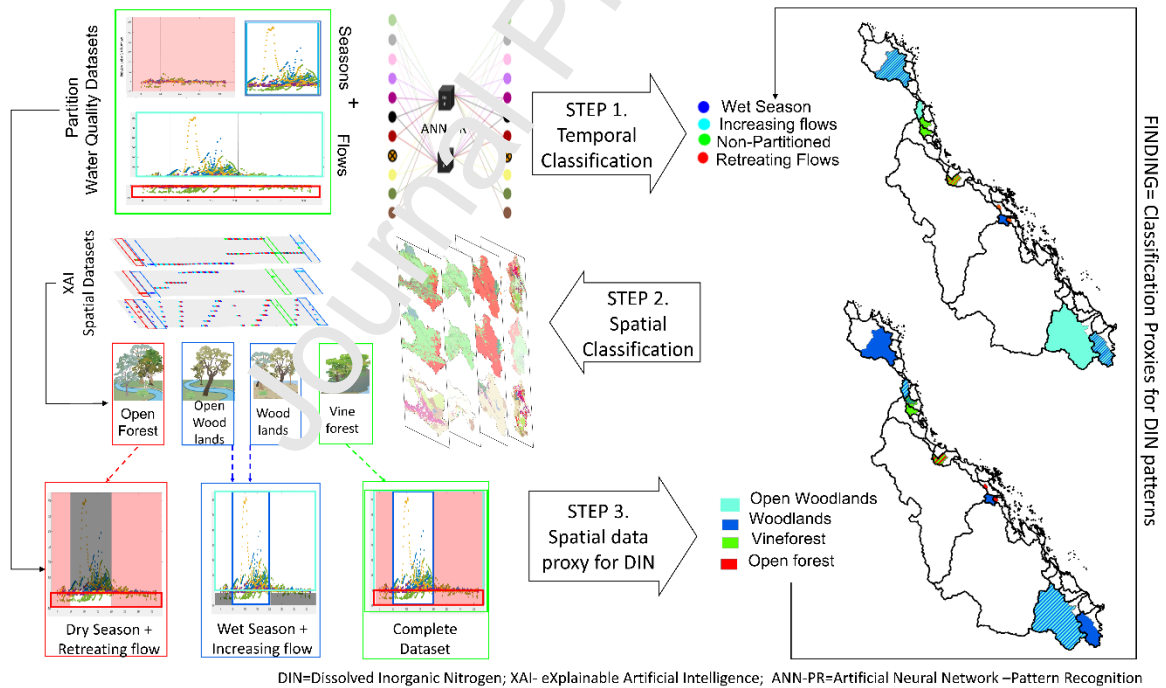 Partition
Water Quality Datasets
Seasons + Flows
ANN
R
STEP 1.
Temporal
Classification
Wet Season
Increasing flows
Non-Partitioned
Retreating Flows
FINDING= Classification Proxies for DIN patterns
XAI
Spatial Datasets
STEP 2.
Spatial
Classification
Journal P
Open
Forest
Open
Wood
lands
Wood
lands
Vine
forest
STEP 3.
Spatial data
proxy for DIN
Open Woodlands
Woodlands
Vineforest
Open forest
Dry Season +
Retreating flow
Wet Season +
Increasing flow
Complete
Dataset
DIN=Dissolved Inorganic Nitrogen; XAI- eXplainable Artificial Intelligence; ANN-PR=Artificial Neural Network –Pattern Recognition